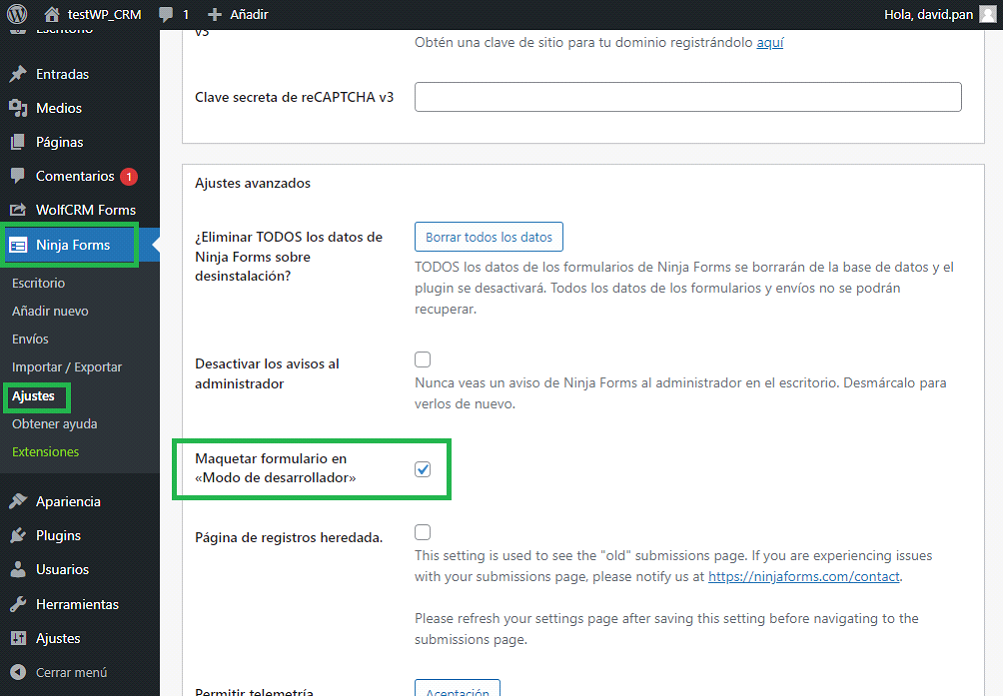 testWP_CRM
1
Añadir
Hola, david.pan
Escritorio
Entradas
Medios
Páginas
Comentarios 1
WolfCRM Forms
Ninja Forms
Escritorio
Añadir nuevo
Envíos
Importar / Exportar
Ajustes
Obtener ayuda
Extensiones
Apariencia
Plugins
Usuarios
Herramientas
Ajustes
Cerrar menú
v3
Obtén una clave de sitio para tu dominio registrándolo aquí
Clave secreta de reCAPTCHA v3
Ajustes avanzados
¿Eliminar TODOS los datos de
Ninja Forms sobre
desinstalación?
Borrar todos los datos
TODOS los datos de los formularios de Ninja Forms se borrarán de la base de datos y el
plugin se desactivará. Todos los datos de los formularios y envíos no se podrán
recuperar.
Desactivar los avisos al
administrador
Nunca veas un aviso de Ninja Forms al administrador en el escritorio. Desmárcalo para
verlos de nuevo.
Maquetar formulario en
«Modo de desarrollador»
Página de registros heredada.
This setting is used to see the "old" submissions page. If you are experiencing issues
with your submissions page, please notify us at https://ninjaforms.com/contact.
Please refresh your settings page after saving this setting before navigating to the
submissions page.
Permitir telemetría
Aceptación